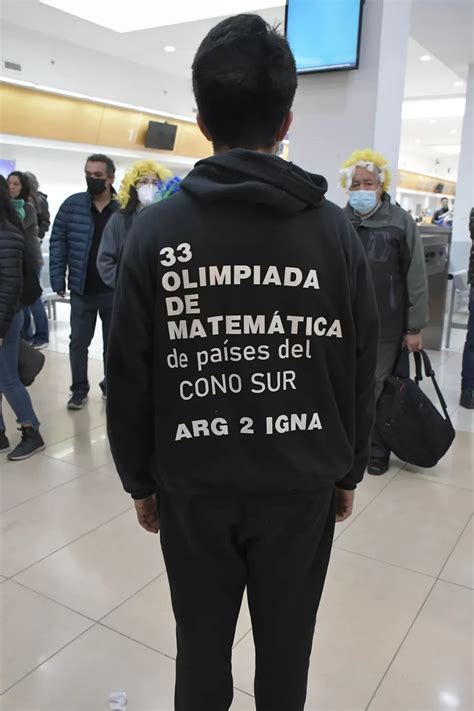 33
OLIMPIADA
DE
MATEMÁTICA
de países del
CONO SUR
ARG 2 IGNA